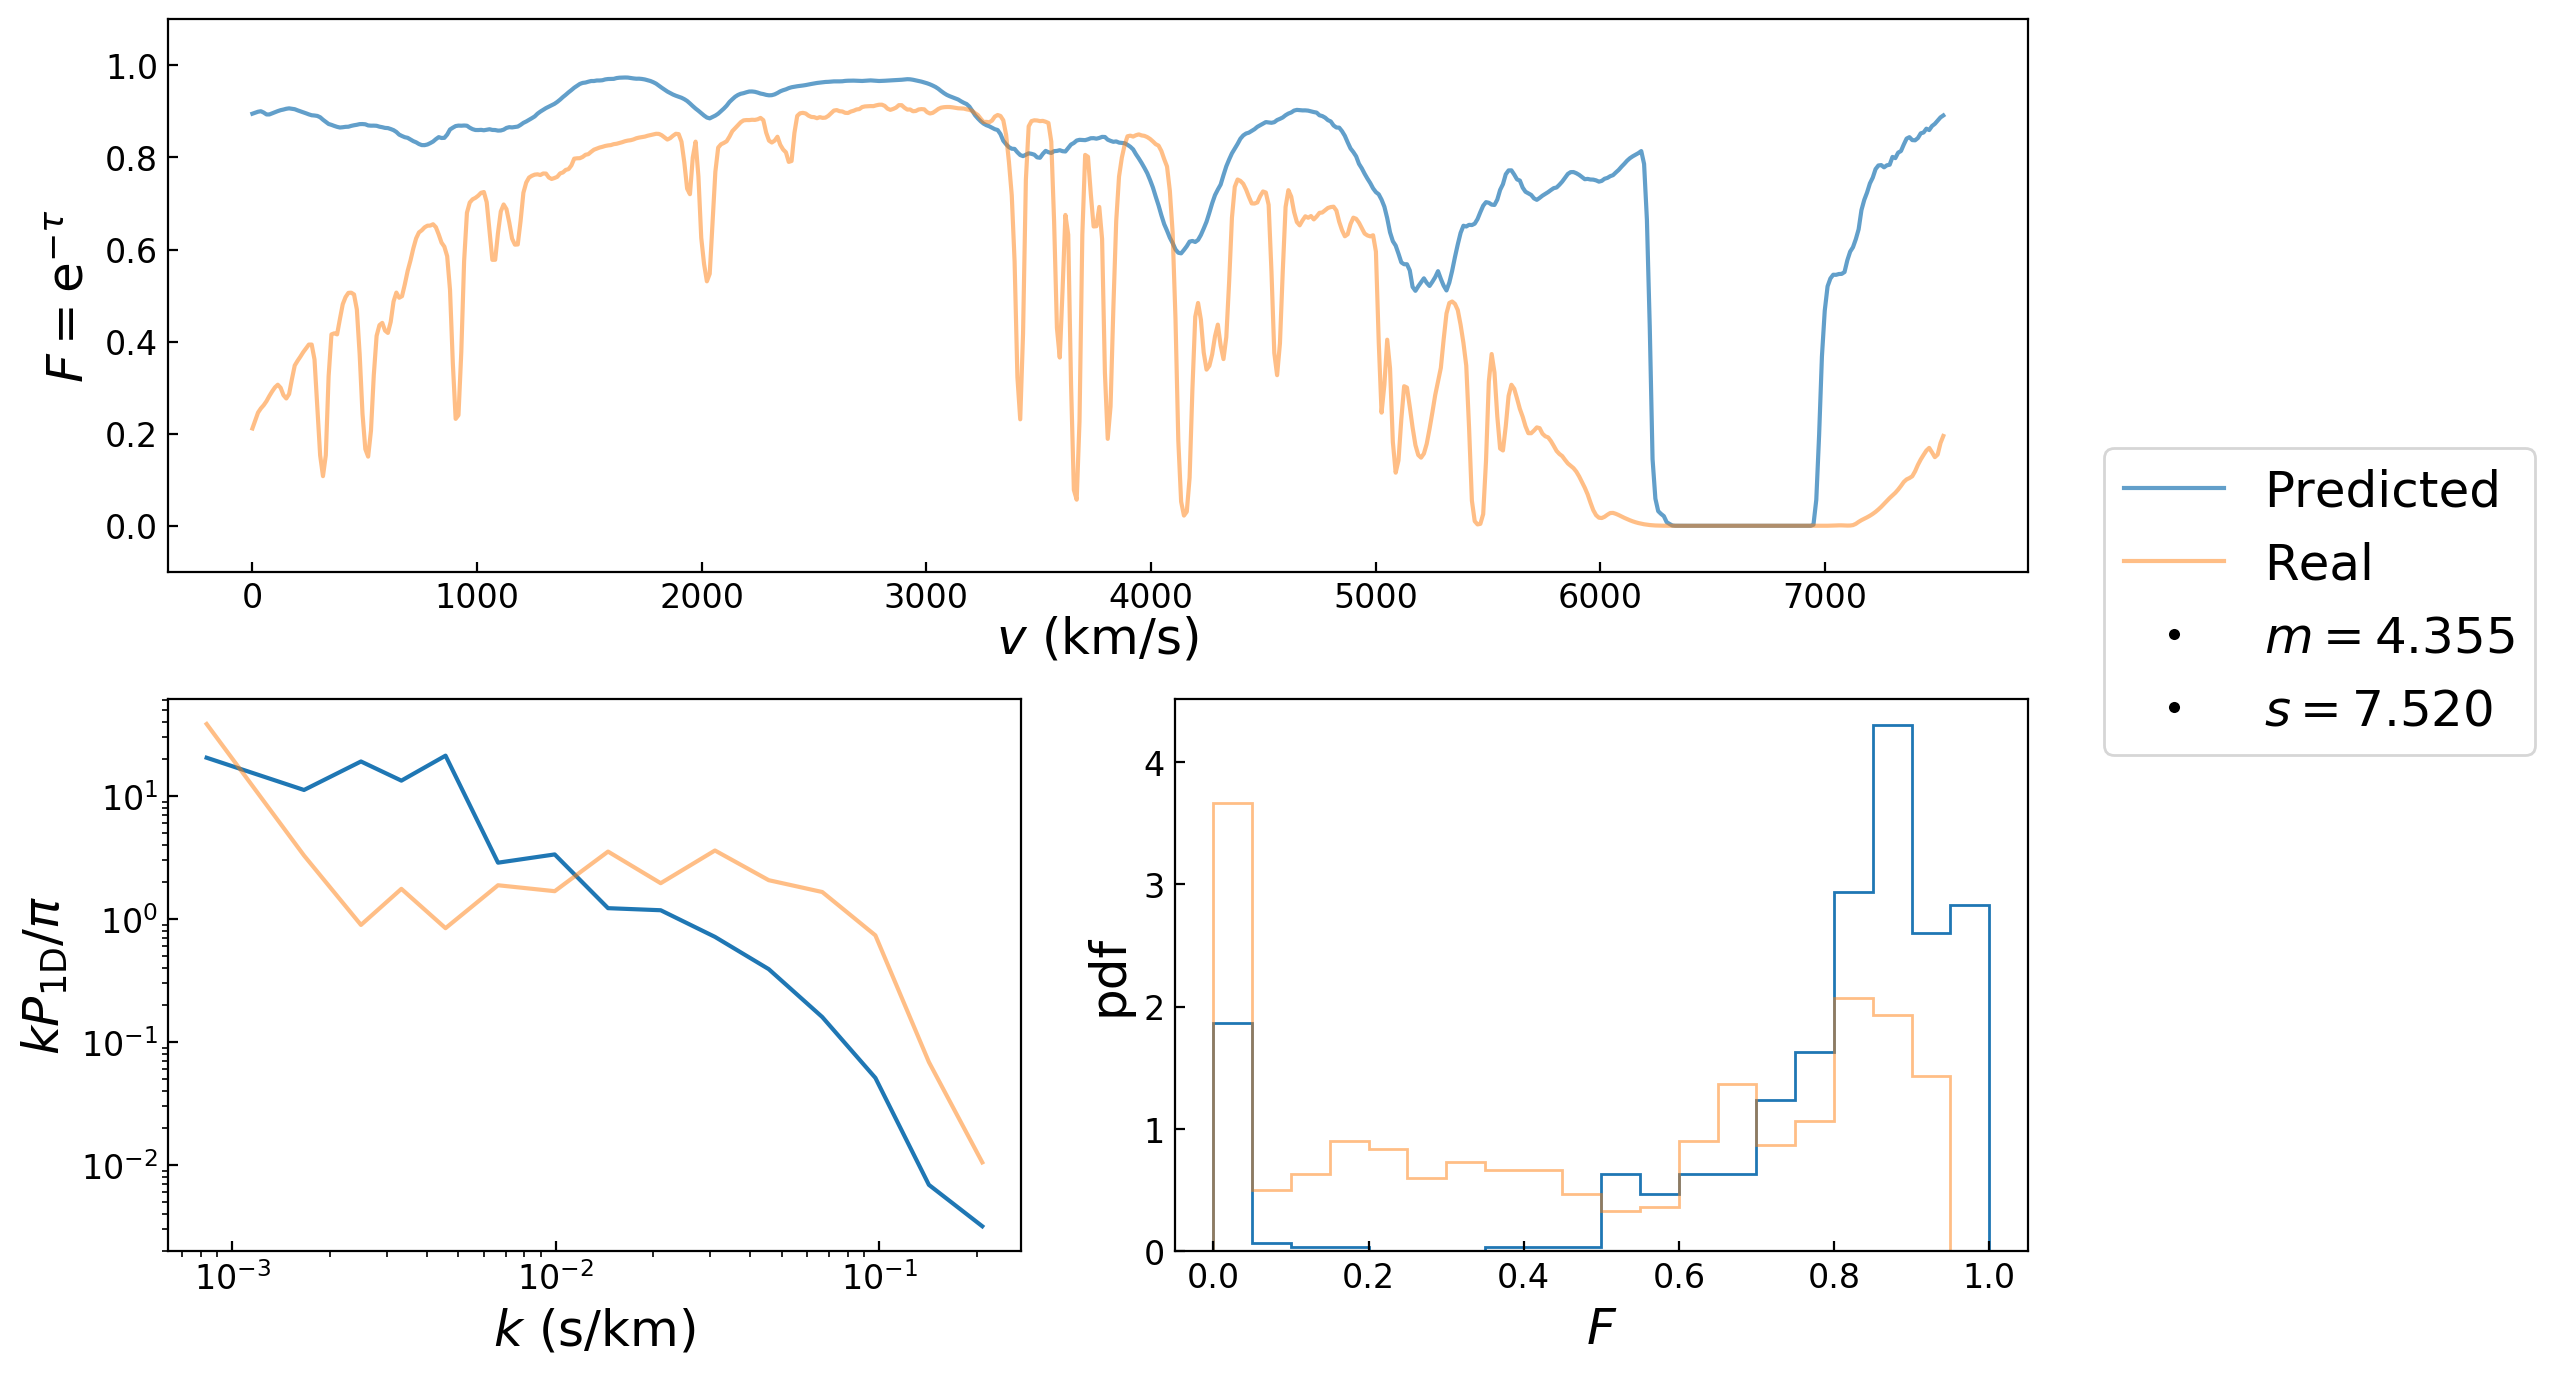 F = e^{-τ}
1.0
0.8
0.6
0.4
0.2
0.0
0 1000 2000 3000 4000 5000 6000 7000
v (km/s)
Predicted
Real
m = 4.355
s = 7.520
kP_{1D}/π
10^1
10^0
10^{-1}
10^{-2}
10^{-3} 10^{-2} 10^{-1}
k (s/km)
pdf
4
3
2
1
0
0.0 0.2 0.4 0.6 0.8 1.0
F